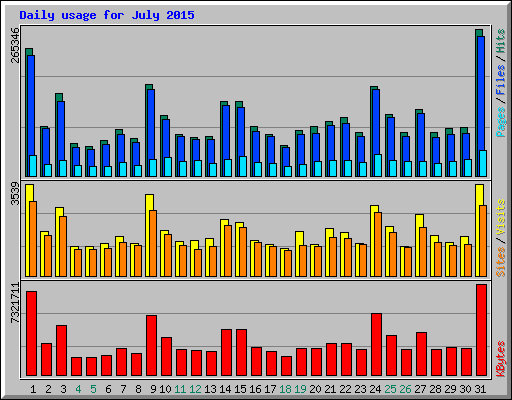 Daily usage for July 2015
265346
Pages / Files / Hits
3539
Sites / Visits
7321711
KBytes
1 2 3 4 5 6 7 8 9 10 11 12 13 14 15 16 17 18 19 20 21 22 23 24 25 26 27 28 29 30 31